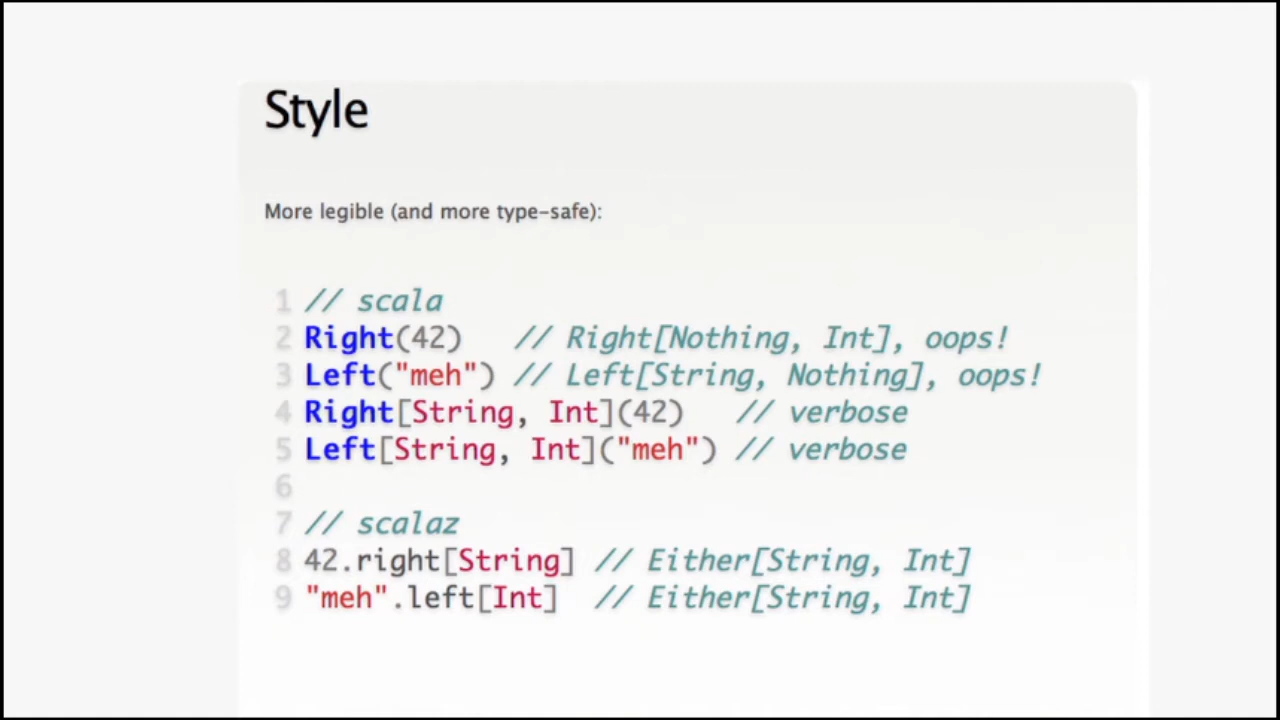 Style
More legible (and more type-safe):
1 // scala
2 Right(42)   // Right[Nothing, Int], oops!
3 Left("meh") // Left[String, Nothing], oops!
4 Right[String, Int](42)   // verbose
5 Left[String, Int]("meh") // verbose
6
7 // scalaz
8 42.right[String] // Either[String, Int]
9 "meh".left[Int]  // Either[String, Int]